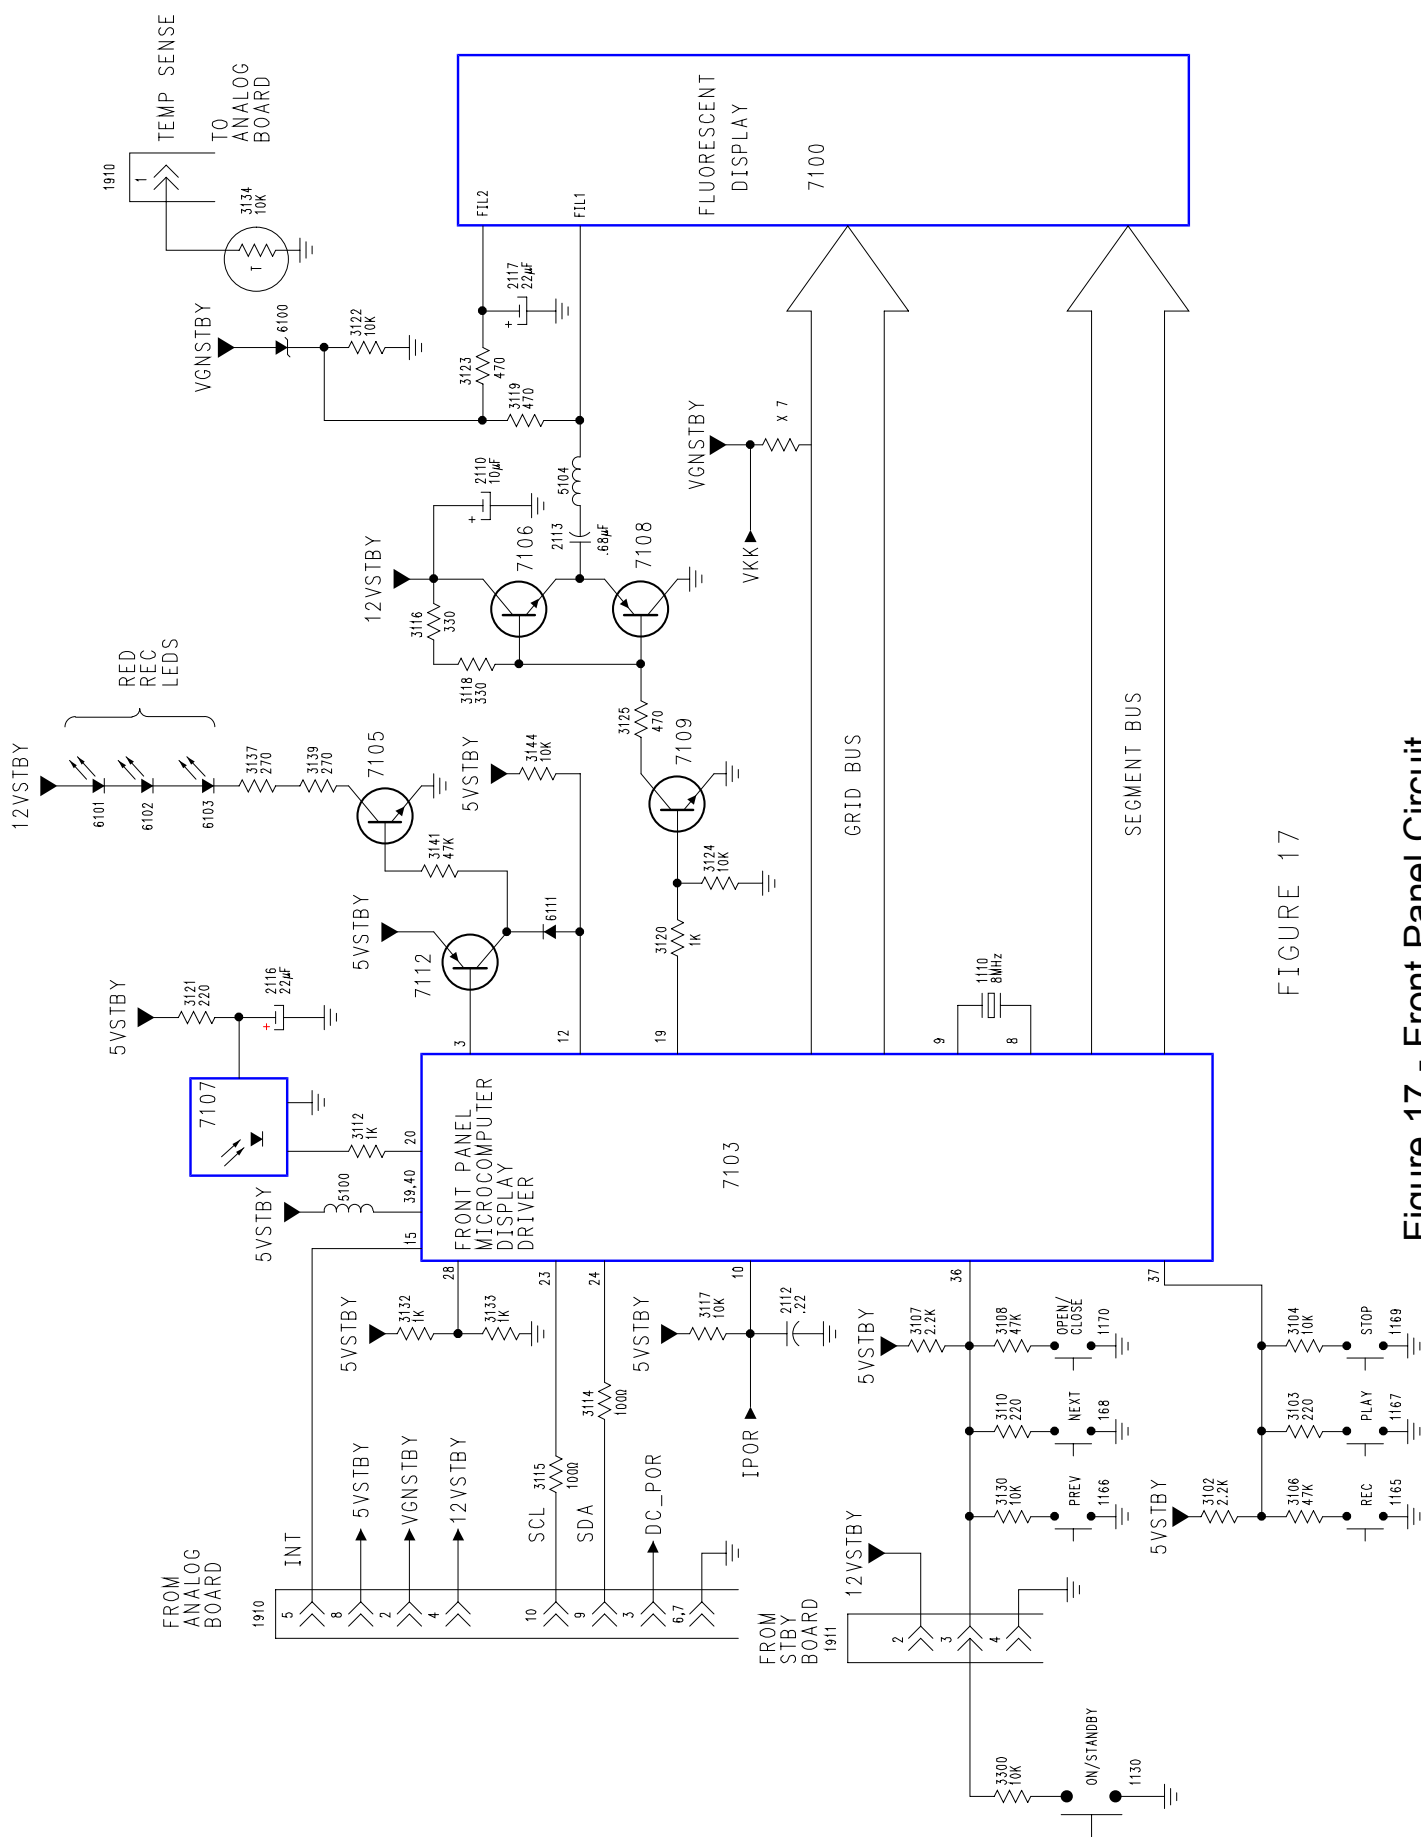 TEMP SENSE
TO
ANALOG
BOARD
1910
1
3134
10K
T
VGNSTBY
6100
3122
10K
FIL2
FIL1
FLUORESCENT
DISPLAY
7100
2117
22µF
+
3123
470
3119
470
12VSTBY
2110
10µF
+
5104
2113
.68µF
7106
7108
3116
330
3118
330
3125
470
7109
3124
10K
3120
1K
VGNSTBY
X 7
VKK
RED
REC
LEDS
12VSTBY
6101
6102
6103
3137
270
3139
270
7105
3141
47K
5VSTBY
3144
10K
5VSTBY
7112
6111
5VSTBY
3121
220
2116
22µF
+
7107
3112
1K
5VSTBY
5100
GRID BUS
SEGMENT BUS
1110
8MHz
3
12
19
9
8
20
39,40
15
28
23
24
10
36
37
FRONT PANEL
MICROCOMPUTER
DISPLAY
DRIVER
7103
5VSTBY
3132
1K
3133
1K
5VSTBY
3117
10K
2112
.22
IPOR
3114
100Ω
3115
100Ω
FROM
ANALOG
BOARD
1910
5
INT
8
5VSTBY
2
VGNSTBY
4
12VSTBY
10
SCL
9
SDA
3
DC_POR
6,7
5VSTBY
3107
2.2K
3108
47K
OPEN/
CLOSE
1170
3110
220
NEXT
168
3130
10K
PREV
1166
5VSTBY
3102
2.2K
3104
10K
STOP
1169
3103
220
PLAY
1167
3106
47K
REC
1165
FROM
STBY
BOARD
1911
12VSTBY
2
3
4
3300
10K
ON/STANDBY
1130
FIGURE 17
Figure 17 - Front Panel Circuit